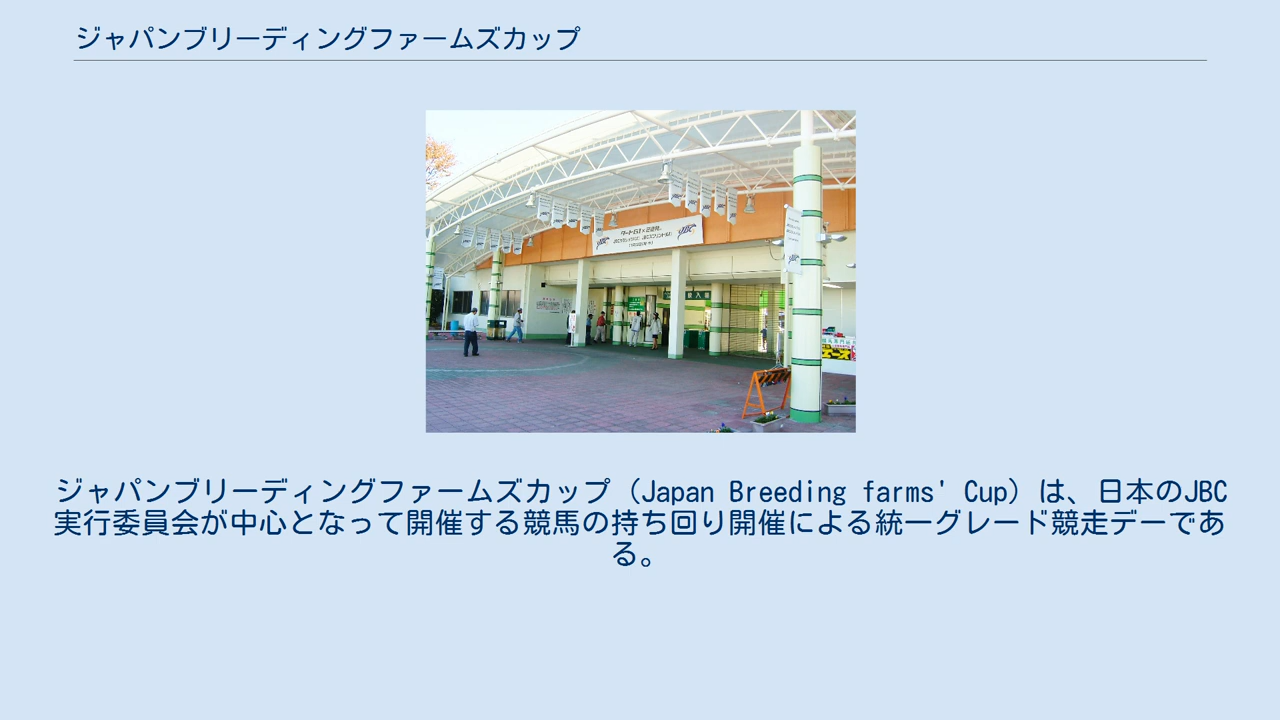 ジャパンブリーディングファームズカップ
JBC
JBC
ジャパンブリーディングファームズカップ（Japan Breeding farms' Cup）は、日本のJBC
実行委員会が中心となって開催する競馬の持ち回り開催による統一グレード競走デーであ
る。